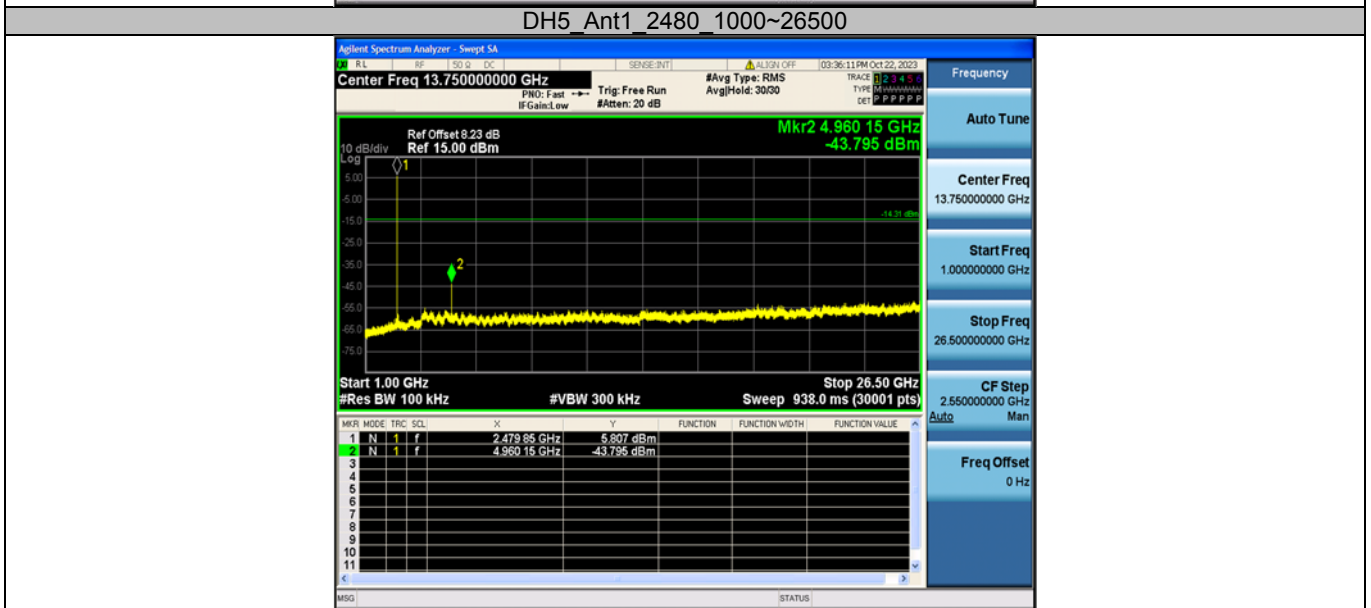 DH5_Ant1_2480_1000~26500
Agilent Spectrum Analyzer - Swept SA
RL RF 50 Ω DC SENSE:INT ALIGN OFF 03:36:11 PM Oct 22, 2023
Center Freq 13.750000000 GHz
PNO: Fast
IFGain:Low
Trig: Free Run
#Atten: 20 dB
#Avg Type: RMS
Avg|Hold: 30/30
TRACE 1 2 3 4 5 6
TYPE M
DET P P P P P P
Mkr2 4.960 15 GHz
-43.795 dBm
Ref Offset 8.23 dB
10 dB/div Ref 15.00 dBm
Log
1
5.00
-5.00
-14.31 dBm
-15.0
-25.0
2
-35.0
-45.0
-55.0
-65.0
-75.0
Start 1.00 GHz Stop 26.50 GHz
#Res BW 100 kHz #VBW 300 kHz Sweep 938.0 ms (30001 pts)
MKR MODE TRC SCL X Y FUNCTION FUNCTION WIDTH FUNCTION VALUE
1 N 1 f 2.479 85 GHz 5.807 dBm
2 N 1 f 4.960 15 GHz -43.795 dBm
3
4
5
6
7
8
9
10
11
MSG STATUS
Frequency
Auto Tune
Center Freq
13.750000000 GHz
Start Freq
1.000000000 GHz
Stop Freq
26.500000000 GHz
CF Step
2.550000000 GHz
Auto Man
Freq Offset
0 Hz